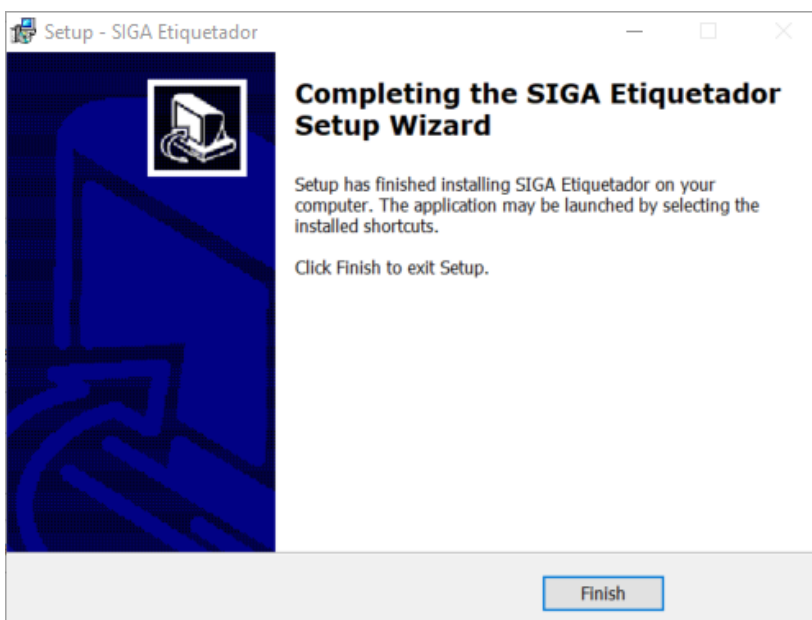 Setup - SIGA Etiquetador
Completing the SIGA Etiquetador
Setup Wizard
Setup has finished installing SIGA Etiquetador on your
computer. The application may be launched by selecting the
installed shortcuts.
Click Finish to exit Setup.
Finish